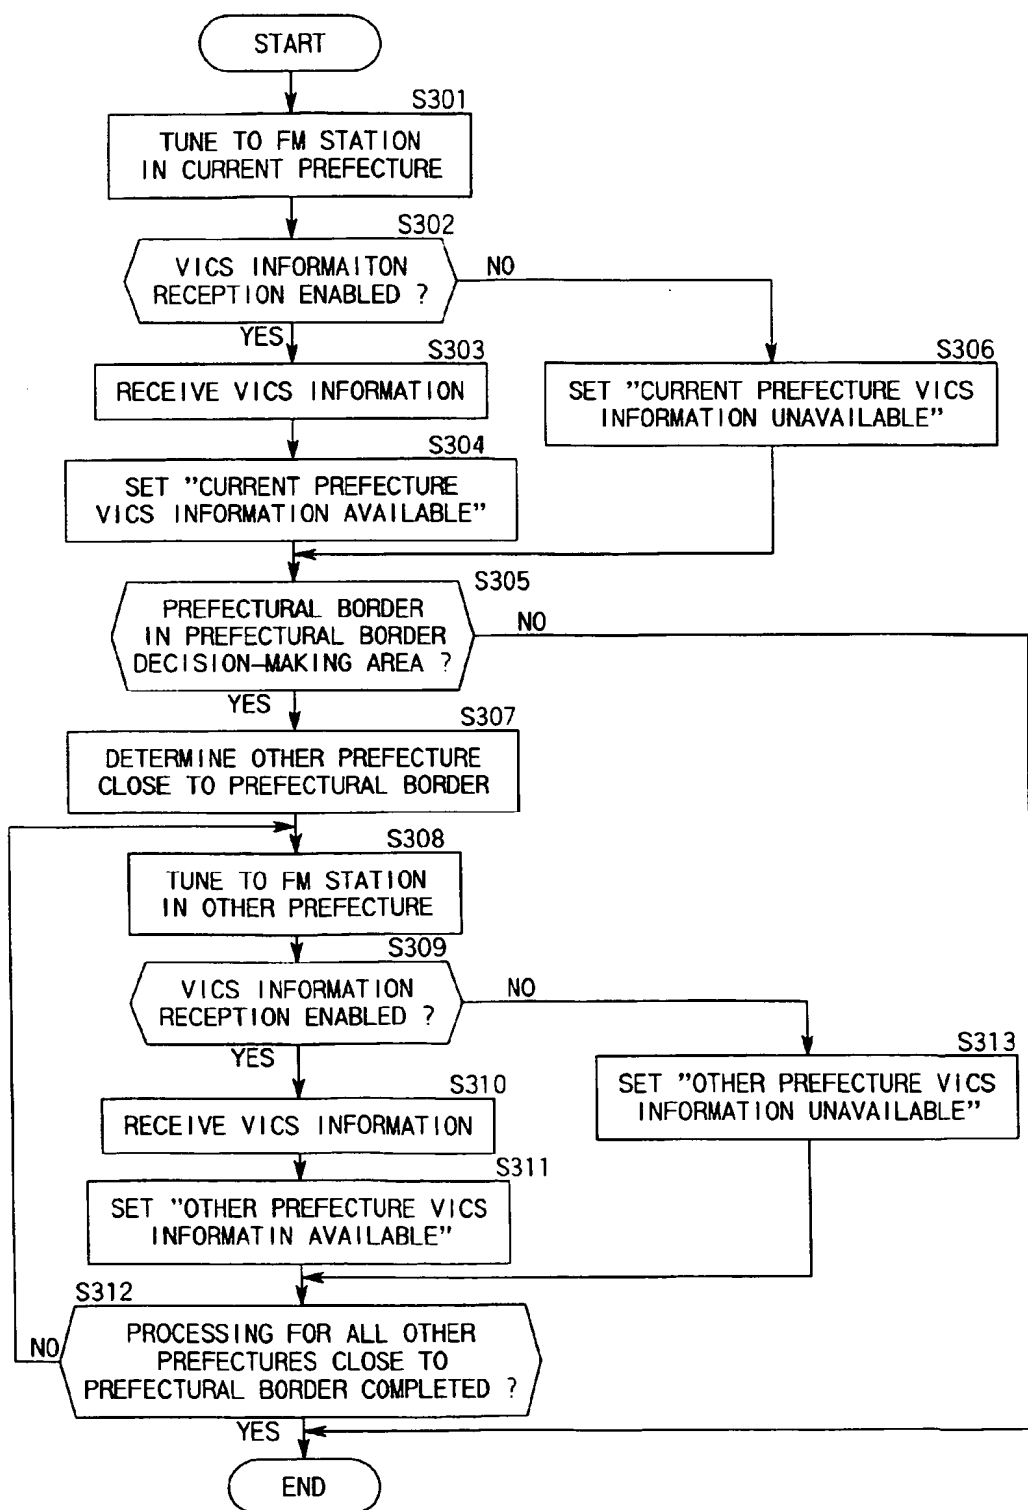 START
S301
TUNE TO FM STATION
IN CURRENT PREFECTURE
S302
VICS INFORMAITON
RECEPTION ENABLED ?
NO
YES
S303
RECEIVE VICS INFORMATION
S306
SET "CURRENT PREFECTURE VICS
INFORMATION UNAVAILABLE"
S304
SET "CURRENT PREFECTURE
VICS INFORMATION AVAILABLE"
S305
PREFECTURAL BORDER
IN PREFECTURAL BORDER
DECISION-MAKING AREA ?
NO
YES
S307
DETERMINE OTHER PREFECTURE
CLOSE TO PREFECTURAL BORDER
S308
TUNE TO FM STATION
IN OTHER PREFECTURE
S309
VICS INFORMATION
RECEPTION ENABLED ?
NO
YES
S310
RECEIVE VICS INFORMATION
S313
SET "OTHER PREFECTURE VICS
INFORMATION UNAVAILABLE"
S311
SET "OTHER PREFECTURE VICS
INFORMATIN AVAILABLE"
S312
PROCESSING FOR ALL OTHER
PREFECTURES CLOSE TO
PREFECTURAL BORDER COMPLETED ?
NO
YES
END